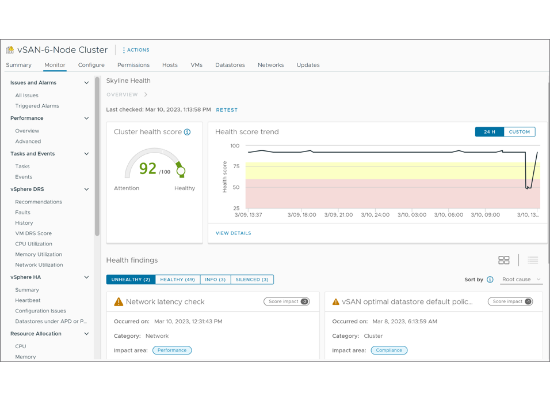 vSAN-6-Node Cluster
ACTIONS
Summary Monitor Configure Permissions Hosts VMs Datastores Networks Updates
Issues and Alarms
All Issues
Triggered Alarms
Performance
Overview
Advanced
Tasks and Events
Tasks
Events
vSphere DRS
Recommendations
Faults
History
VM DRS Score
CPU Utilization
Memory Utilization
Network Utilization
vSphere HA
Summary
Heartbeat
Configuration Issues
Datastores under APD or P...
Resource Allocation
CPU
Memory
Skyline Health
OVERVIEW
Last checked: Mar 10, 2023, 1:13:58 PM RETEST
Cluster health score
92 /100
Attention Healthy
Health score trend
24 H CUSTOM
Health score
100
75
50
25
3/09, 13:37 3/09, 18:00 3/09, 21:00 3/10, 24:00 3/10, 03:00 3/10, 06:00 3/10, 09:00 3/10, 13...
VIEW DETAILS
Health findings
UNHEALTHY (2) HEALTHY (49) INFO (3) SILENCED (3)
Sort by Root cause
Network latency check
Score impact
Occurred on: Mar 10, 2023, 12:31:43 PM
Category: Network
Impact area: Performance
vSAN optimal datastore default polic...
Score impact
Occurred on: Mar 8, 2023, 6:13:59 AM
Category: Cluster
Impact area: Compliance